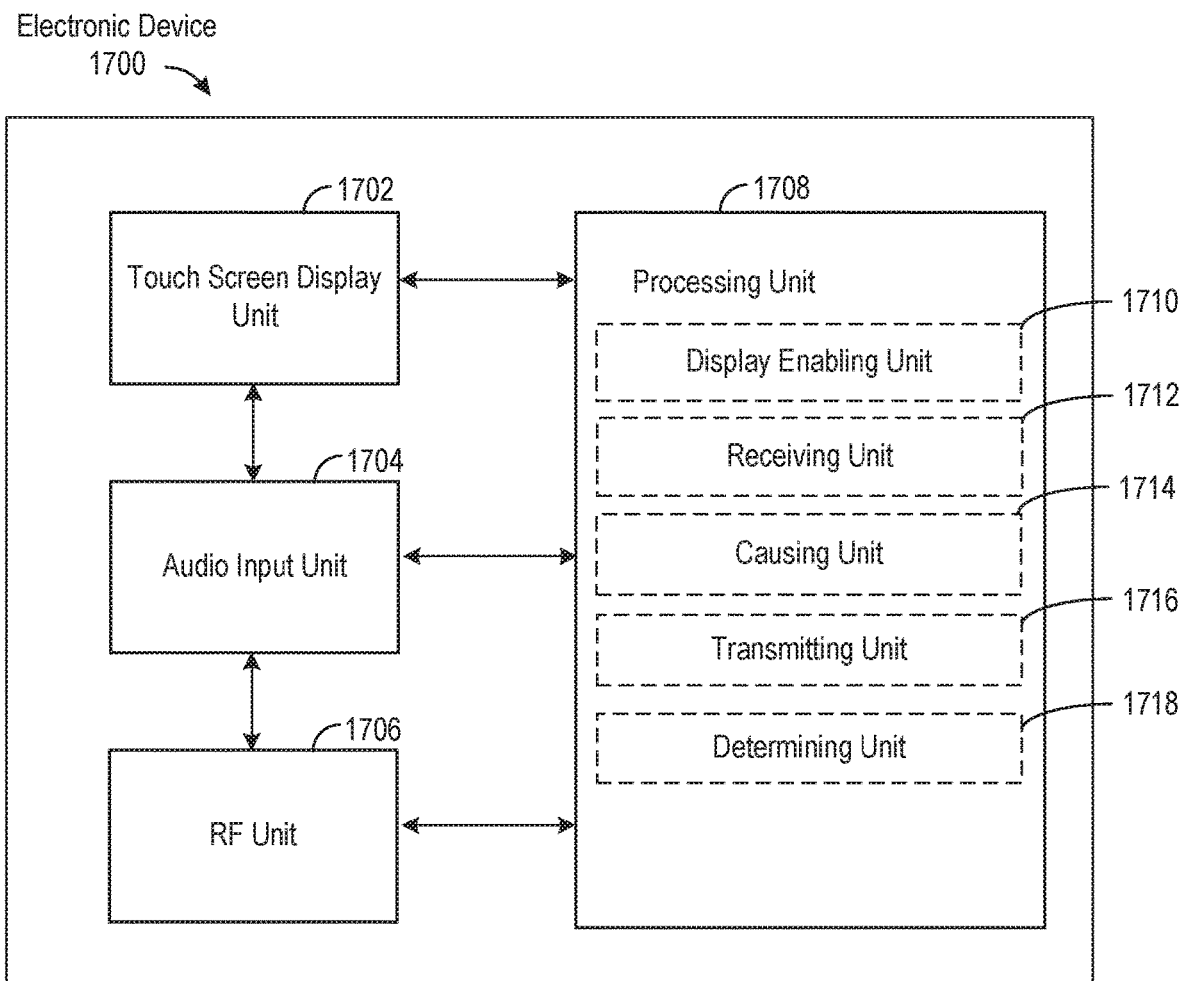 Electronic Device
1700
1702
Touch Screen Display
Unit
1704
Audio Input Unit
1706
RF Unit
1708
Processing Unit
1710
Display Enabling Unit
1712
Receiving Unit
1714
Causing Unit
1716
Transmitting Unit
1718
Determining Unit